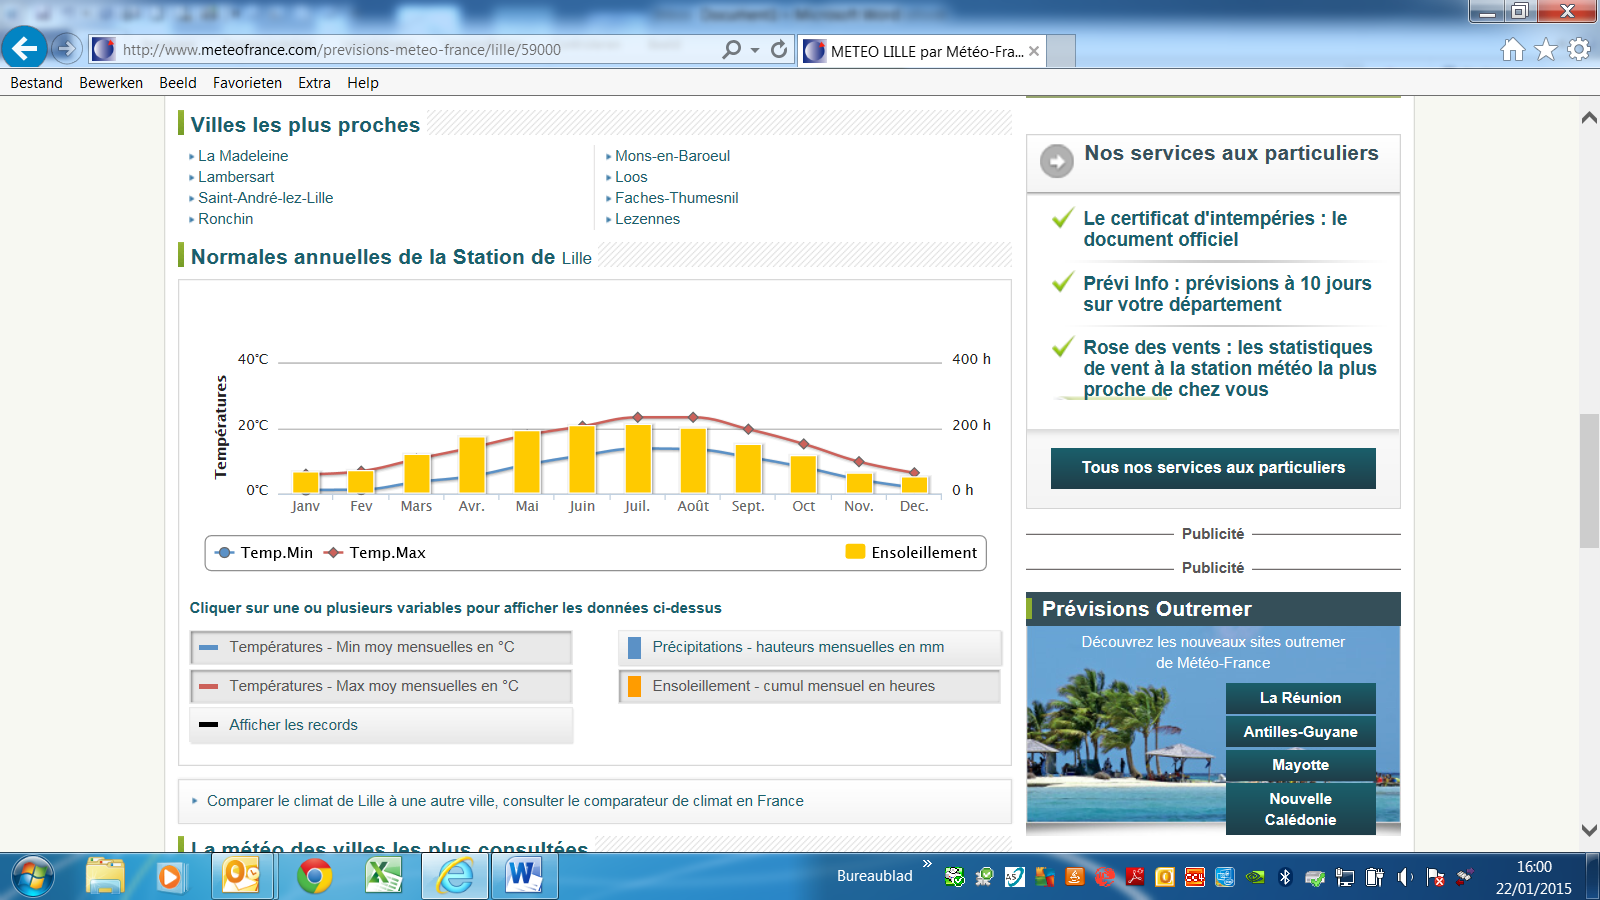 http://www.meteofrance.com/previsions-meteo-france/lille/59000
METEO LILLE par Météo-Fra...
Bestand Bewerken Beeld Favorieten Extra Help
Villes les plus proches
La Madeleine
Lambersart
Saint-André-lez-Lille
Ronchin
Mons-en-Baroeul
Loos
Faches-Thumesnil
Lezennes
Normales annuelles de la Station de Lille
Températures
40°C
20°C
0°C
400 h
200 h
0 h
Janv Fev Mars Avr. Mai Juin Juil. Août Sept. Oct Nov. Dec.
Temp.Min Temp.Max Ensoleillement
Cliquer sur une ou plusieurs variables pour afficher les données ci-dessus
Températures - Min moy mensuelles en °C
Précipitations - hauteurs mensuelles en mm
Températures - Max moy mensuelles en °C
Ensoleillement - cumul mensuel en heures
Afficher les records
Comparer le climat de Lille à une autre ville, consulter le comparateur de climat en France
La météo des villes les plus consultées
Nos services aux particuliers
Le certificat d'intempéries : le
document officiel
Prévi Info : prévisions à 10 jours
sur votre département
Rose des vents : les statistiques
de vent à la station météo la plus
proche de chez vous
Tous nos services aux particuliers
Publicité
Publicité
Prévisions Outremer
Découvrez les nouveaux sites outremer
de Météo-France
La Réunion
Antilles-Guyane
Mayotte
Nouvelle
Calédonie
Bureaublad
16:00
22/01/2015